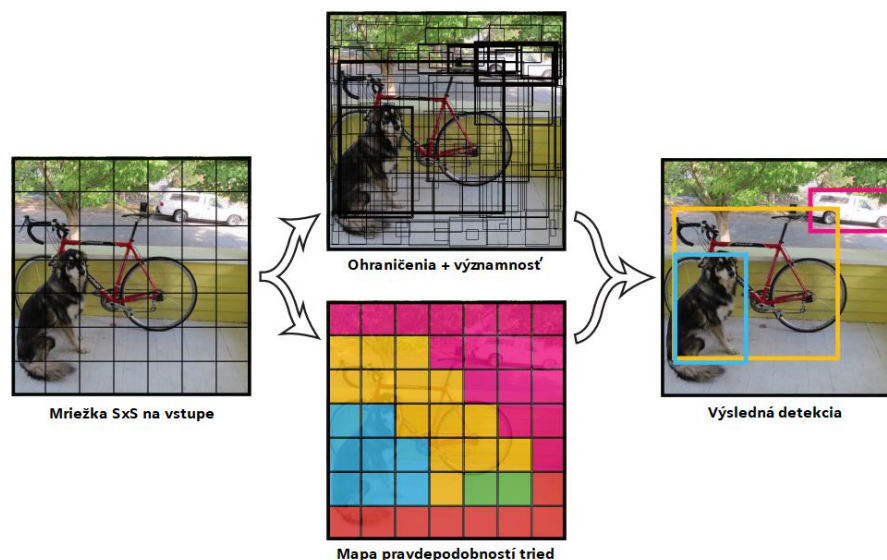 Mriežka SxS na vstupe
Ohraničenia + významnosť
Mapa pravdepodobností tried
Výsledná detekcia